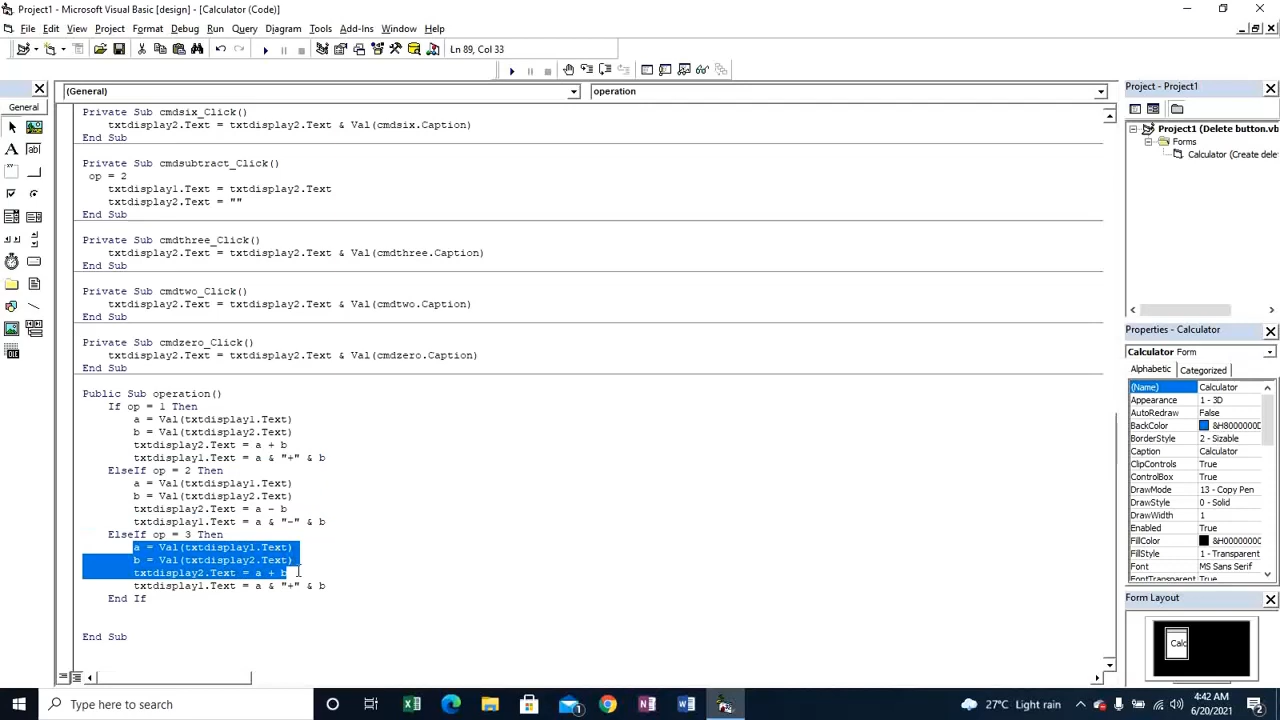 Project1 - Microsoft Visual Basic [design] - [Calculator (Code)]
File Edit View Project Format Debug Run Query Diagram Tools Add-Ins Window Help
Ln 89, Col 33
General
(General)
operation
Private Sub cmdsix_Click()
txtdisplay2.Text = txtdisplay2.Text & Val(cmdsix.Caption)
End Sub
Private Sub cmdsubtract_Click()
op = 2
txtdisplay1.Text = txtdisplay2.Text
txtdisplay2.Text = ""
End Sub
Private Sub cmdthree_Click()
txtdisplay2.Text = txtdisplay2.Text & Val(cmdthree.Caption)
End Sub
Private Sub cmdtwo_Click()
txtdisplay2.Text = txtdisplay2.Text & Val(cmdtwo.Caption)
End Sub
Private Sub cmdzero_Click()
txtdisplay2.Text = txtdisplay2.Text & Val(cmdzero.Caption)
End Sub
Public Sub operation()
If op = 1 Then
a = Val(txtdisplay1.Text)
b = Val(txtdisplay2.Text)
txtdisplay2.Text = a + b
txtdisplay1.Text = a & "+" & b
ElseIf op = 2 Then
a = Val(txtdisplay1.Text)
b = Val(txtdisplay2.Text)
txtdisplay2.Text = a - b
txtdisplay1.Text = a & "-" & b
ElseIf op = 3 Then
a = Val(txtdisplay1.Text)
b = Val(txtdisplay2.Text)
txtdisplay2.Text = a + b
txtdisplay1.Text = a & "+" & b
End If
End Sub
Project - Project1
Project1 (Delete button.vb
Forms
Calculator (Create dele
Properties - Calculator
Calculator Form
Alphabetic Categorized
(Name) Calculator
Appearance 1 - 3D
AutoRedraw False
BackColor &H8000000D
BorderStyle 2 - Sizable
Caption Calculator
ClipControls True
ControlBox True
DrawMode 13 - Copy Pen
DrawStyle 0 - Solid
DrawWidth 1
Enabled True
FillColor &H0000000
FillStyle 1 - Transparent
Font MS Sans Serif
FontTransparent True
Form Layout
Calc
Type here to search
27°C Light rain
4:42 AM
6/20/2021